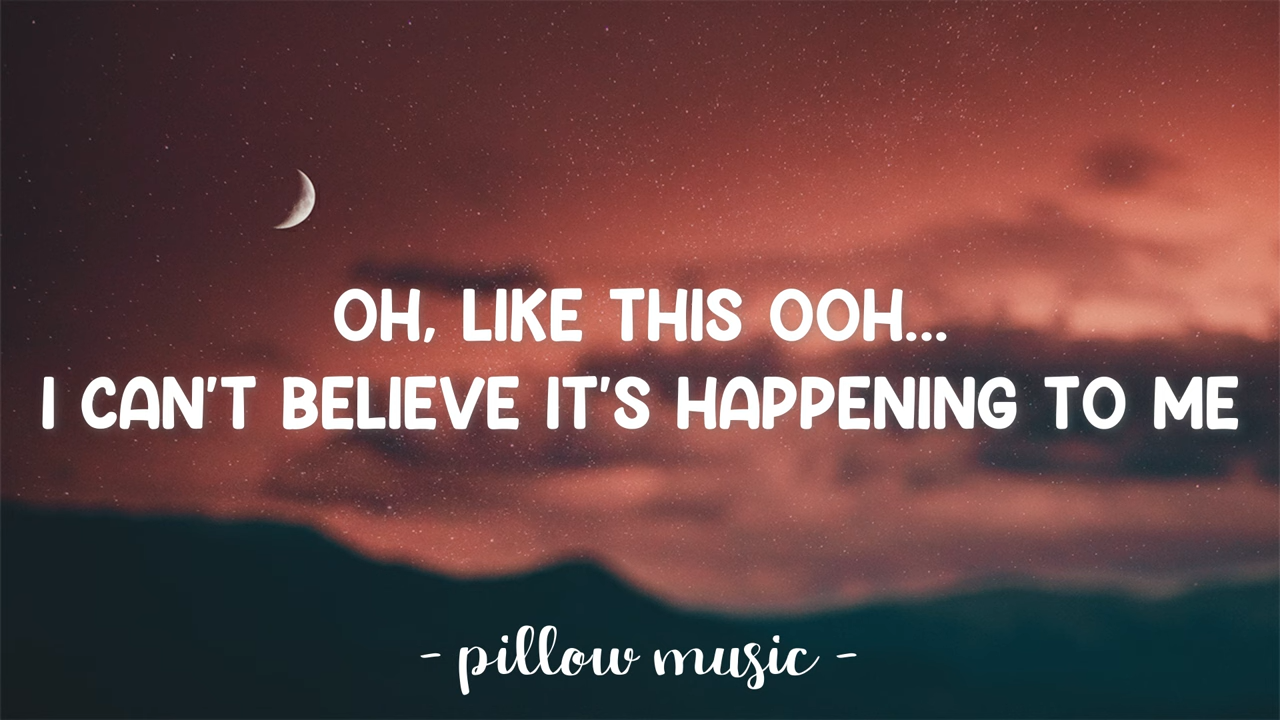 OH, LIKE THIS OOH...
I CAN'T BELIEVE IT'S HAPPENING TO ME
- pillow music -